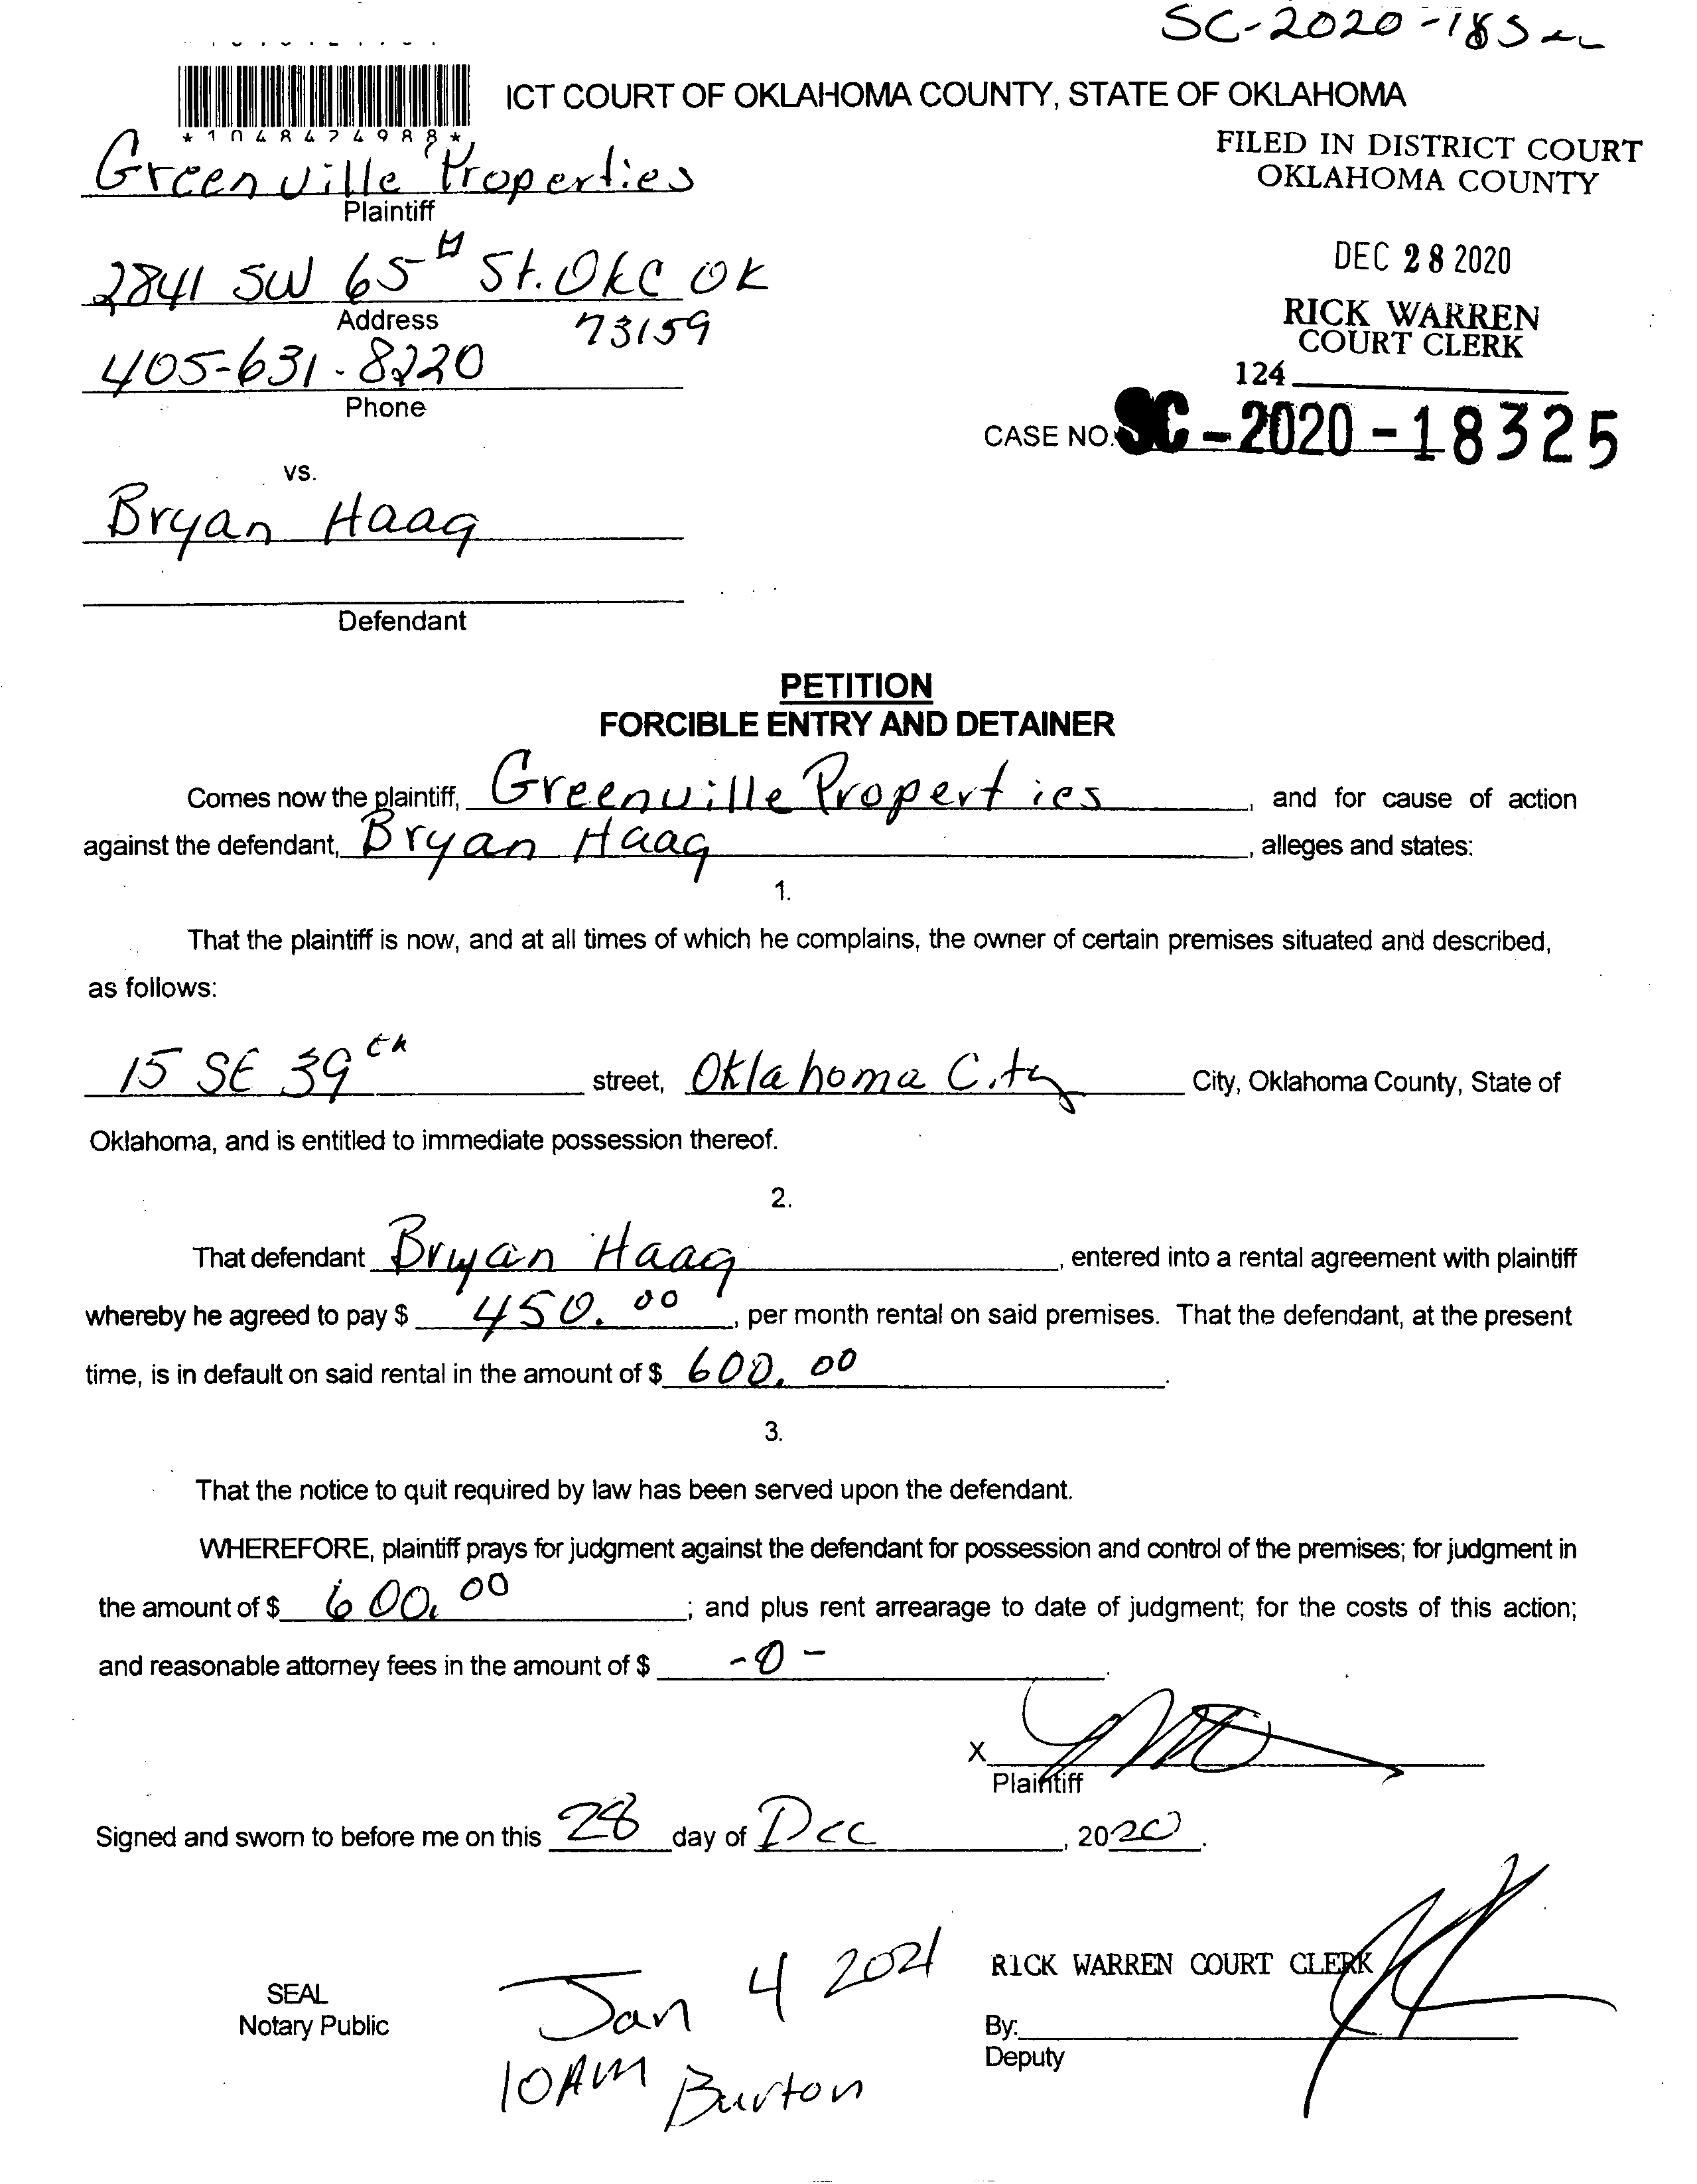 SC-2020-183
ICT COURT OF OKLAHOMA COUNTY, STATE OF OKLAHOMA
*1048474988*
FILED IN DISTRICT COURT
OKLAHOMA COUNTY
Greenville Properties
Plaintiff
DEC 28 2020
2841 SW 65th St. OKC OK
Address
73159
RICK WARREN
COURT CLERK
405-631-8220
Phone
124
CASE NO. SC-2020-18325
vs.
Bryan Haag
Defendant
PETITION
FORCIBLE ENTRY AND DETAINER
Comes now the plaintiff, Greenville Properties, and for cause of action
against the defendant, Bryan Haag, alleges and states:
1.
That the plaintiff is now, and at all times of which he complains, the owner of certain premises situated and described,
as follows:
15 SE 39th street, Oklahoma City City, Oklahoma County, State of
Oklahoma, and is entitled to immediate possession thereof.
2.
That defendant Bryan Haag, entered into a rental agreement with plaintiff
whereby he agreed to pay $ 450.00, per month rental on said premises. That the defendant, at the present
time, is in default on said rental in the amount of $ 600.00.
3.
That the notice to quit required by law has been served upon the defendant.
WHEREFORE, plaintiff prays for judgment against the defendant for possession and control of the premises; for judgment in
the amount of $ 600.00; and plus rent arrearage to date of judgment; for the costs of this action;
and reasonable attorney fees in the amount of $ -0-.
X
Plaintiff
Signed and sworn to before me on this 28 day of Dec, 2020.
SEAL
Notary Public
Jan 4 2021
10AM Burton
RICK WARREN COURT CLERK
By:
Deputy